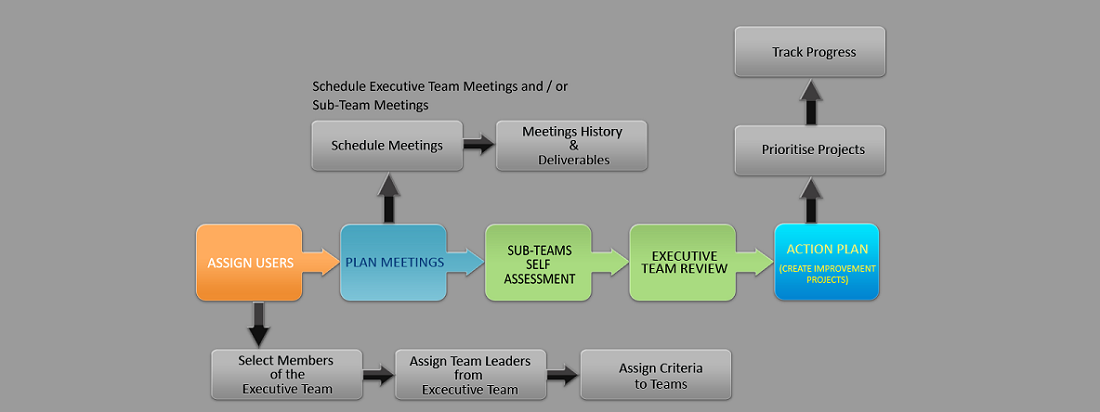 Track Progress
Schedule Executive Team Meetings and / or
Sub-Team Meetings
Schedule Meetings
Meetings History
&
Deliverables
Prioritise Projects
ASSIGN USERS
PLAN MEETINGS
SUB-TEAMS
SELF
ASSESSMENT
EXECUTIVE
TEAM REVIEW
ACTION PLAN
(CREATE IMPROVEMENT
PROJECTS)
Select Members
of the
Executive Team
Assign Team Leaders
from
Excecutive Team
Assign Criteria
to Teams